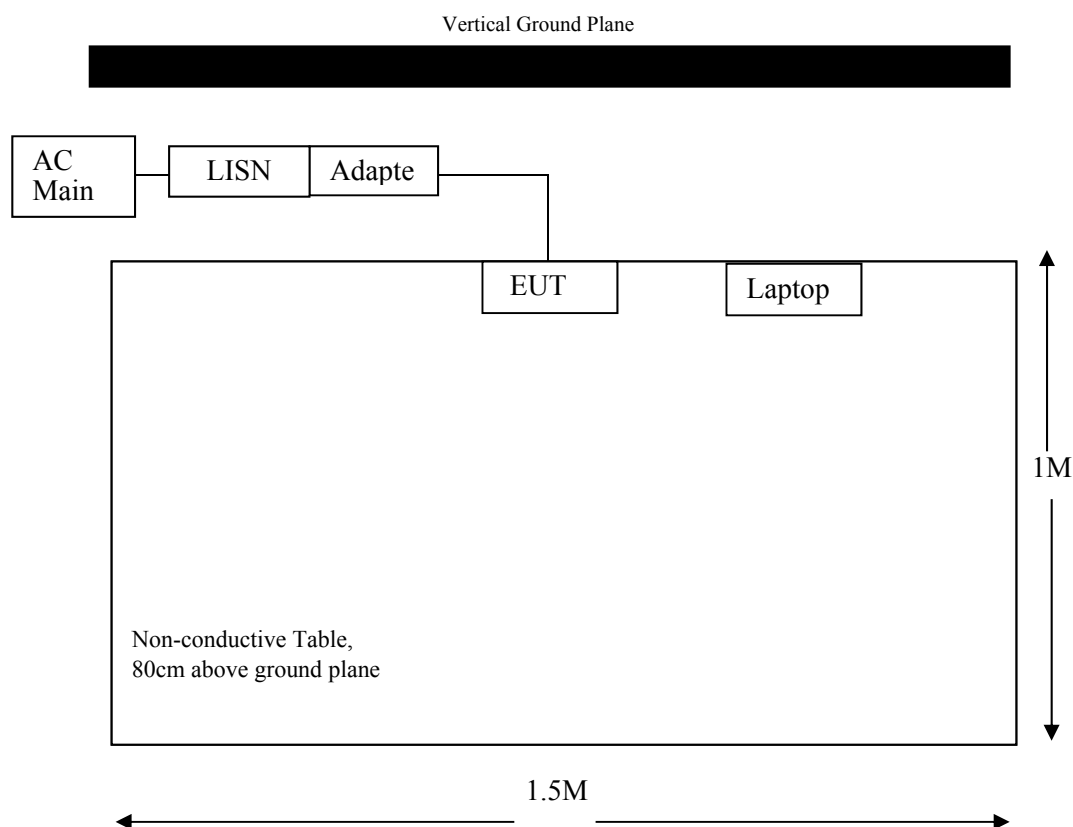 Vertical Ground Plane
AC
Main
LISN
Adapte
EUT
Laptop
1M
Non-conductive Table,
80cm above ground plane
1.5M